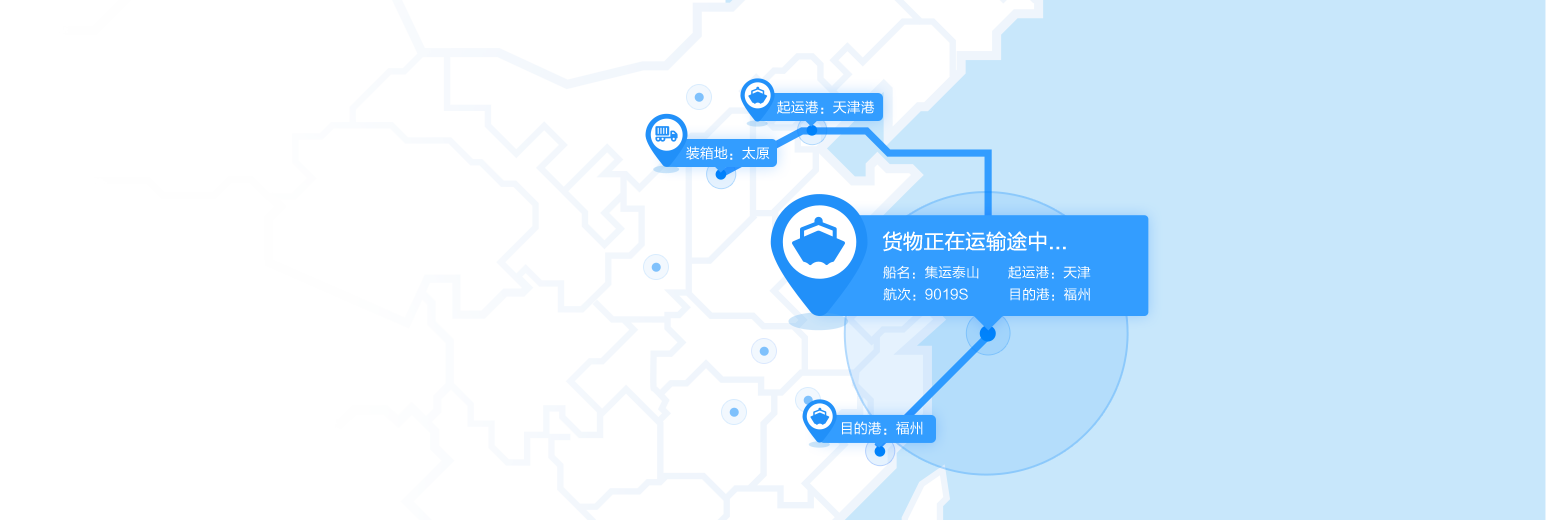 起运港：天津港
装箱地：太原
货物正在运输途中...
船名：集运泰山 起运港：天津
航次：9019S 目的港：福州
目的港：福州